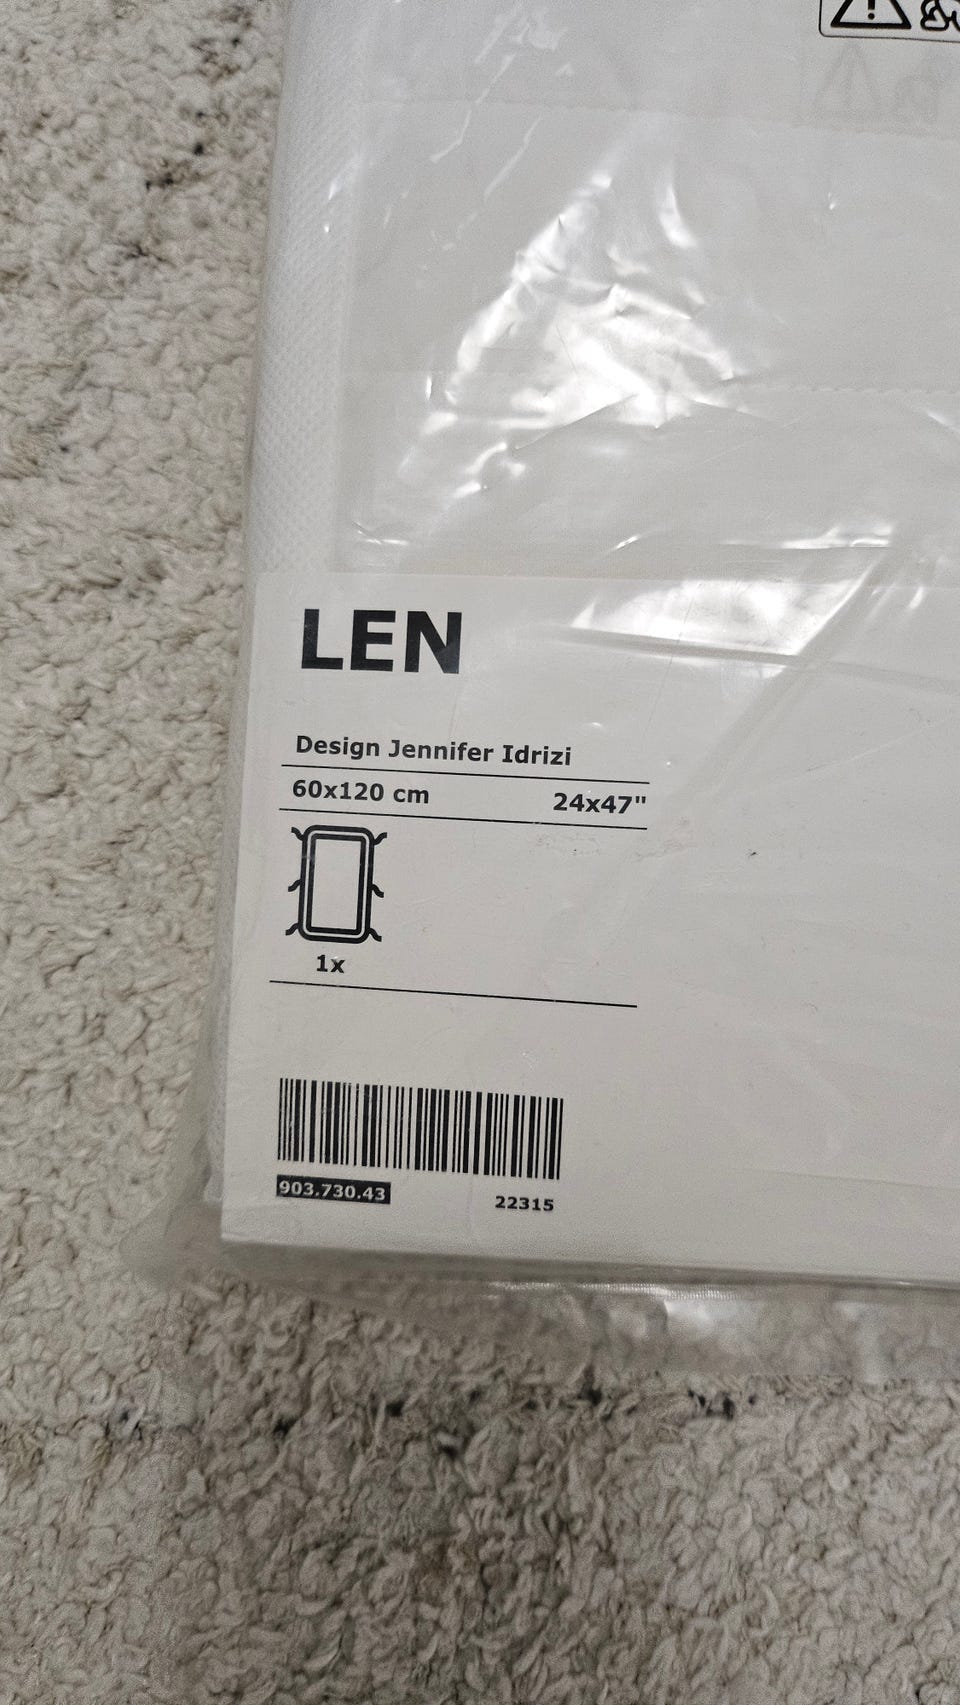 LEN
Design Jennifer Idrizi
60x120 cm 24x47"
1x
903.730.43 22315